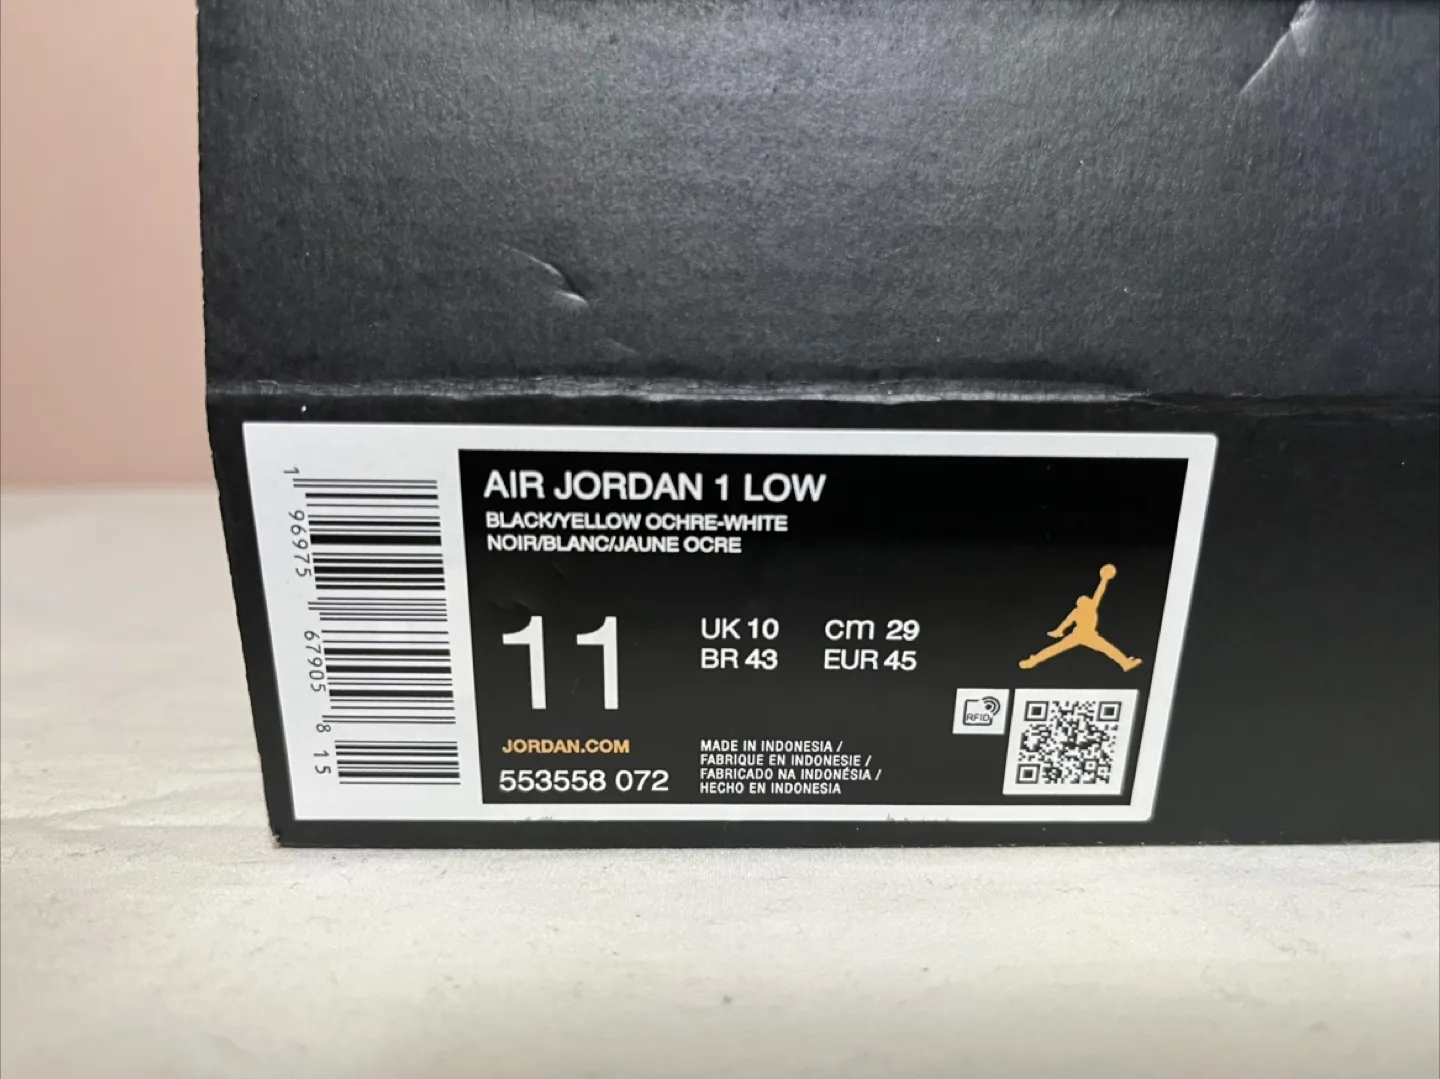 AIR JORDAN 1 LOW
BLACK/YELLOW OCHRE-WHITE
NOIR/BLANC/JAUNE OCRE
11
UK 10 cm 29
BR 43 EUR 45
JORDAN.COM
553558 072
MADE IN INDONESIA /
FABRIQUE EN INDONESIE /
FABRICADO NA INDONÉSIA /
HECHO EN INDONESIA
RFID
1 96975 67905 8 15